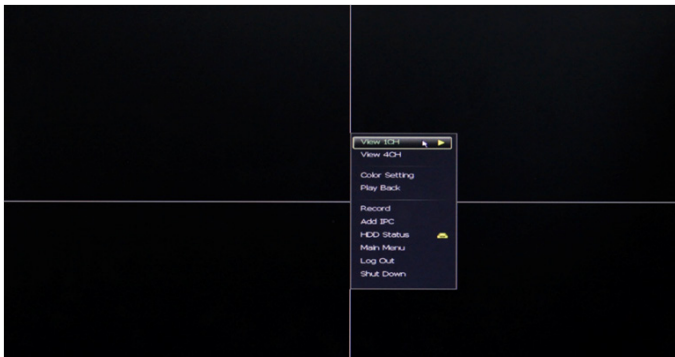 View 1CH
View 4CH
Color Setting
Play Back
Record
Add IPC
HDD Status
Main Menu
Log Out
Shut Down